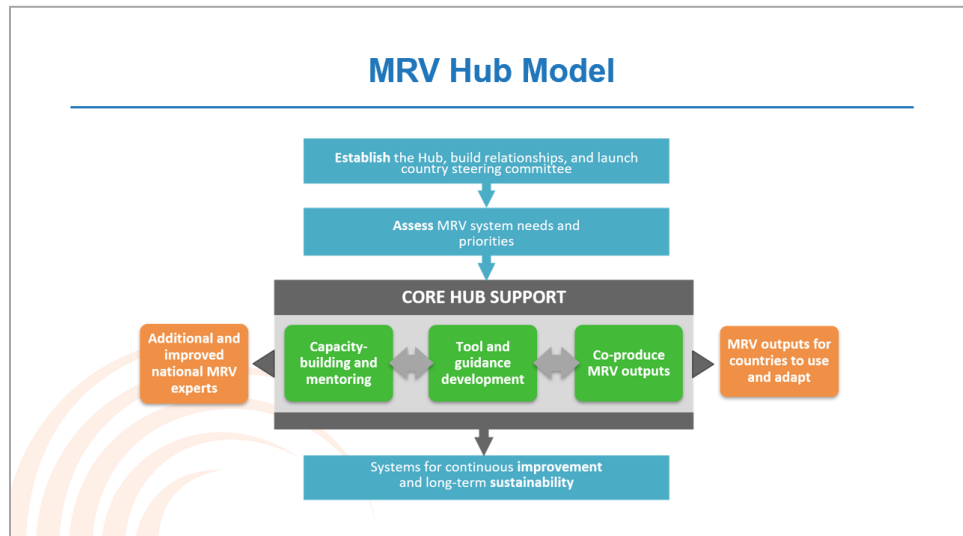 MRV Hub Model
Establish the Hub, build relationships, and launch
country steering committee
Assess MRV system needs and
priorities
CORE HUB SUPPORT
Additional and
improved
national MRV
experts
Capacity-
building and
mentoring
Tool and
guidance
development
Co-produce
MRV outputs
MRV outputs for
countries to use
and adapt
Systems for continuous improvement
and long-term sustainability